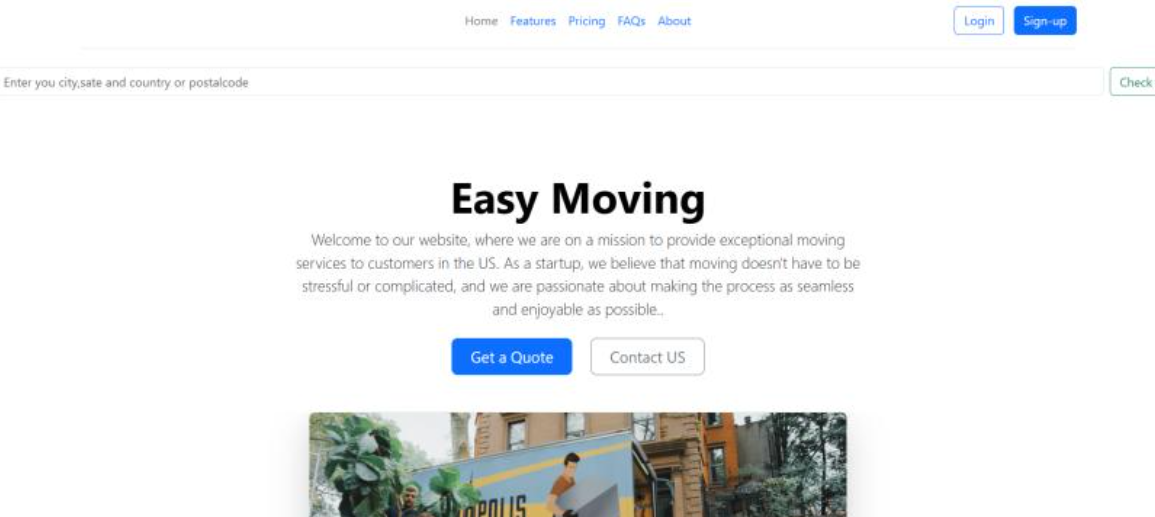 Home Features Pricing FAQs About Login Sign-up
Enter you city,sate and country or postalcode Check
Easy Moving
Welcome to our website, where we are on a mission to provide exceptional moving
services to customers in the US. As a startup, we believe that moving doesn't have to be
stressful or complicated, and we are passionate about making the process as seamless
and enjoyable as possible..
Get a Quote Contact US